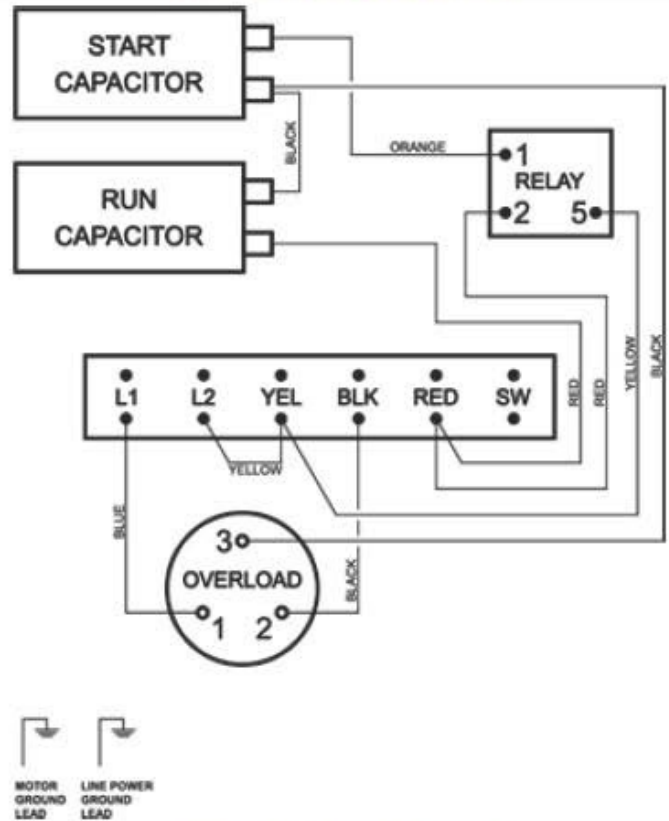 START
CAPACITOR
BLACK
ORANGE
1
RELAY
2 5
RUN
CAPACITOR
RED
RED
YELLOW
BLACK
L1 L2 YEL BLK RED SW
YELLOW
BLUE
3
OVERLOAD
BLACK
1 2
MOTOR
GROUND
LEAD
LINE POWER
GROUND
LEAD